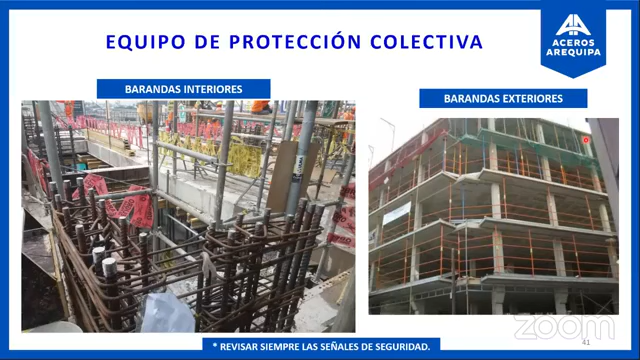 EQUIPO DE PROTECCIÓN COLECTIVA
ACEROS
AREQUIPA
BARANDAS INTERIORES
BARANDAS EXTERIORES
* REVISAR SIEMPRE LAS SEÑALES DE SEGURIDAD.
41
zoom